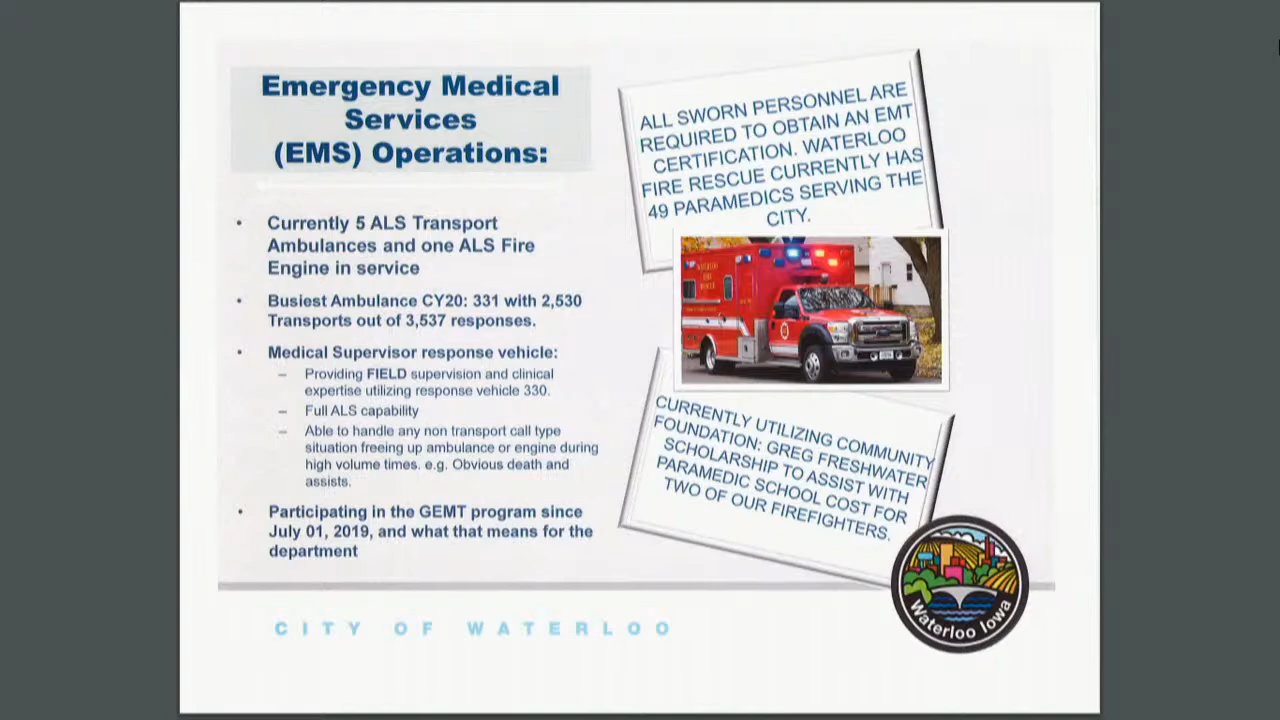 Emergency Medical
Services
(EMS) Operations:
• Currently 5 ALS Transport
Ambulances and one ALS Fire
Engine in service
• Busiest Ambulance CY20: 331 with 2,530
Transports out of 3,537 responses.
• Medical Supervisor response vehicle:
– Providing FIELD supervision and clinical
expertise utilizing response vehicle 330.
– Full ALS capability
– Able to handle any non transport call type
situation freeing up ambulance or engine during
high volume times. e.g. Obvious death and
assists.
• Participating in the GEMT program since
July 01, 2019, and what that means for the
department
ALL SWORN PERSONNEL ARE
REQUIRED TO OBTAIN AN EMT
CERTIFICATION. WATERLOO
FIRE RESCUE CURRENTLY HAS
49 PARAMEDICS SERVING THE
CITY.
WATERLOO
FIRE
RESCUE
CURRENTLY UTILIZING COMMUNITY
FOUNDATION: GREG FRESHWATER
SCHOLARSHIP TO ASSIST WITH
PARAMEDIC SCHOOL COST FOR
TWO OF OUR FIREFIGHTERS.
CITY OF WATERLOO
Waterloo Iowa